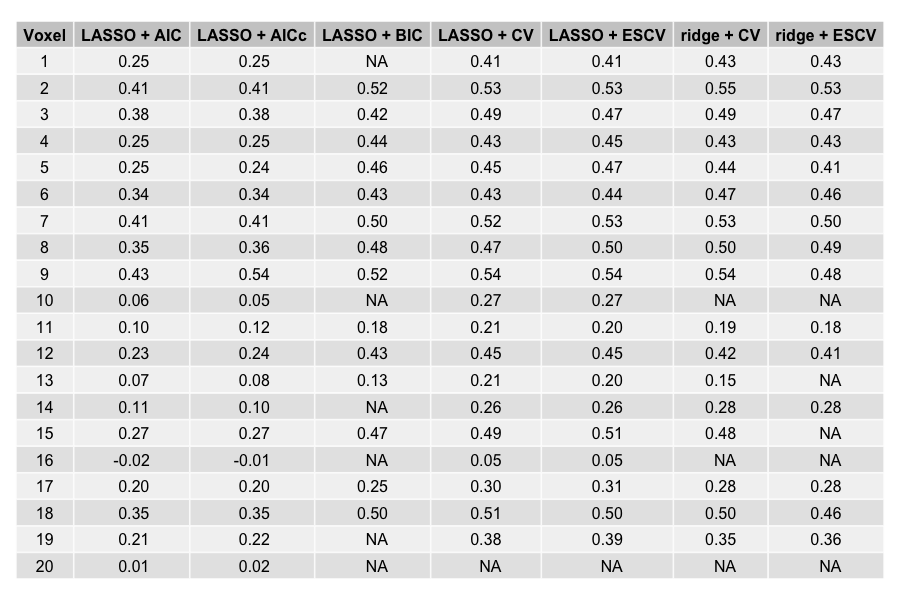 Voxel LASSO + AIC LASSO + AICc LASSO + BIC LASSO + CV LASSO + ESCV ridge + CV ridge + ESCV
1 0.25 0.25 NA 0.41 0.41 0.43 0.43
2 0.41 0.41 0.52 0.53 0.53 0.55 0.53
3 0.38 0.38 0.42 0.49 0.47 0.49 0.47
4 0.25 0.25 0.44 0.43 0.45 0.43 0.43
5 0.25 0.24 0.46 0.45 0.47 0.44 0.41
6 0.34 0.34 0.43 0.43 0.44 0.47 0.46
7 0.41 0.41 0.50 0.52 0.53 0.53 0.50
8 0.35 0.36 0.48 0.47 0.50 0.50 0.49
9 0.43 0.54 0.52 0.54 0.54 0.54 0.48
10 0.06 0.05 NA 0.27 0.27 NA NA
11 0.10 0.12 0.18 0.21 0.20 0.19 0.18
12 0.23 0.24 0.43 0.45 0.45 0.42 0.41
13 0.07 0.08 0.13 0.21 0.20 0.15 NA
14 0.11 0.10 NA 0.26 0.26 0.28 0.28
15 0.27 0.27 0.47 0.49 0.51 0.48 NA
16 -0.02 -0.01 NA 0.05 0.05 NA NA
17 0.20 0.20 0.25 0.30 0.31 0.28 0.28
18 0.35 0.35 0.50 0.51 0.50 0.50 0.46
19 0.21 0.22 NA 0.38 0.39 0.35 0.36
20 0.01 0.02 NA NA NA NA NA